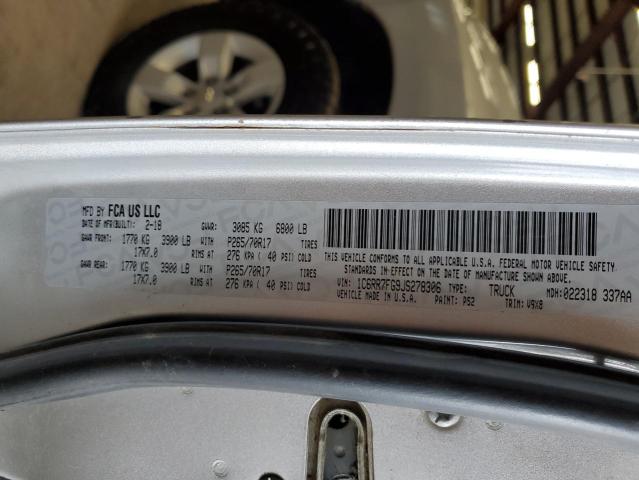 MFD BY FCA US LLC
DATE OF MFR(BUILT): 2-18 GVWR: 3085 KG 6800 LB
GAWR FRONT: 1770 KG 3900 LB WITH P265/70R17 TIRES
17X7.0 RIMS AT 276 KPA ( 40 PSI) COLD
GAWR REAR: 1770 KG 3900 LB WITH P265/70R17 TIRES
17X7.0 RIMS AT 276 KPA ( 40 PSI) COLD
THIS VEHICLE CONFORMS TO ALL APPLICABLE U.S.A. FEDERAL MOTOR VEHICLE SAFETY
STANDARDS IN EFFECT ON THE DATE OF MANUFACTURE SHOWN ABOVE.
VIN: 1C6RR7FG9JS278306 TYPE: TRUCK MDH: 022318 337AA
VEHICLE MADE IN U.S.A. PAINT: PS2 TRIM: V9X8